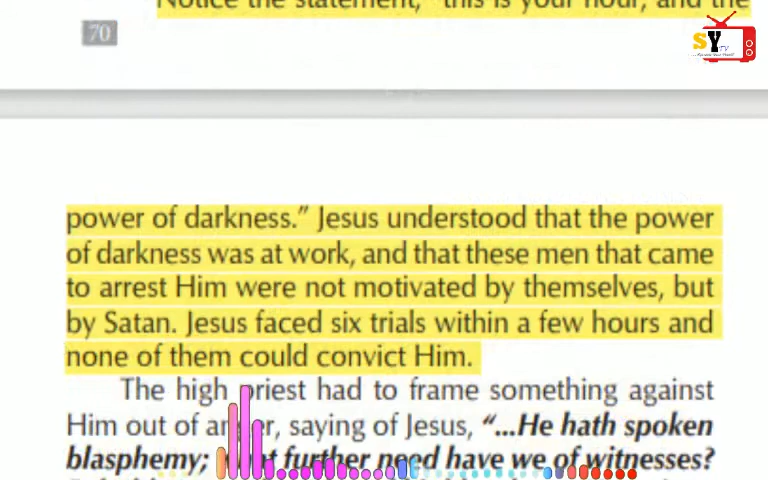 Notice the statement, "this is your hour, and the
70
SY
TV
power of darkness.” Jesus understood that the power
of darkness was at work, and that these men that came
to arrest Him were not motivated by themselves, but
by Satan. Jesus faced six trials within a few hours and
none of them could convict Him.
The high priest had to frame something against
Him out of anger, saying of Jesus, “...He hath spoken
blasphemy; further need have we of witnesses?